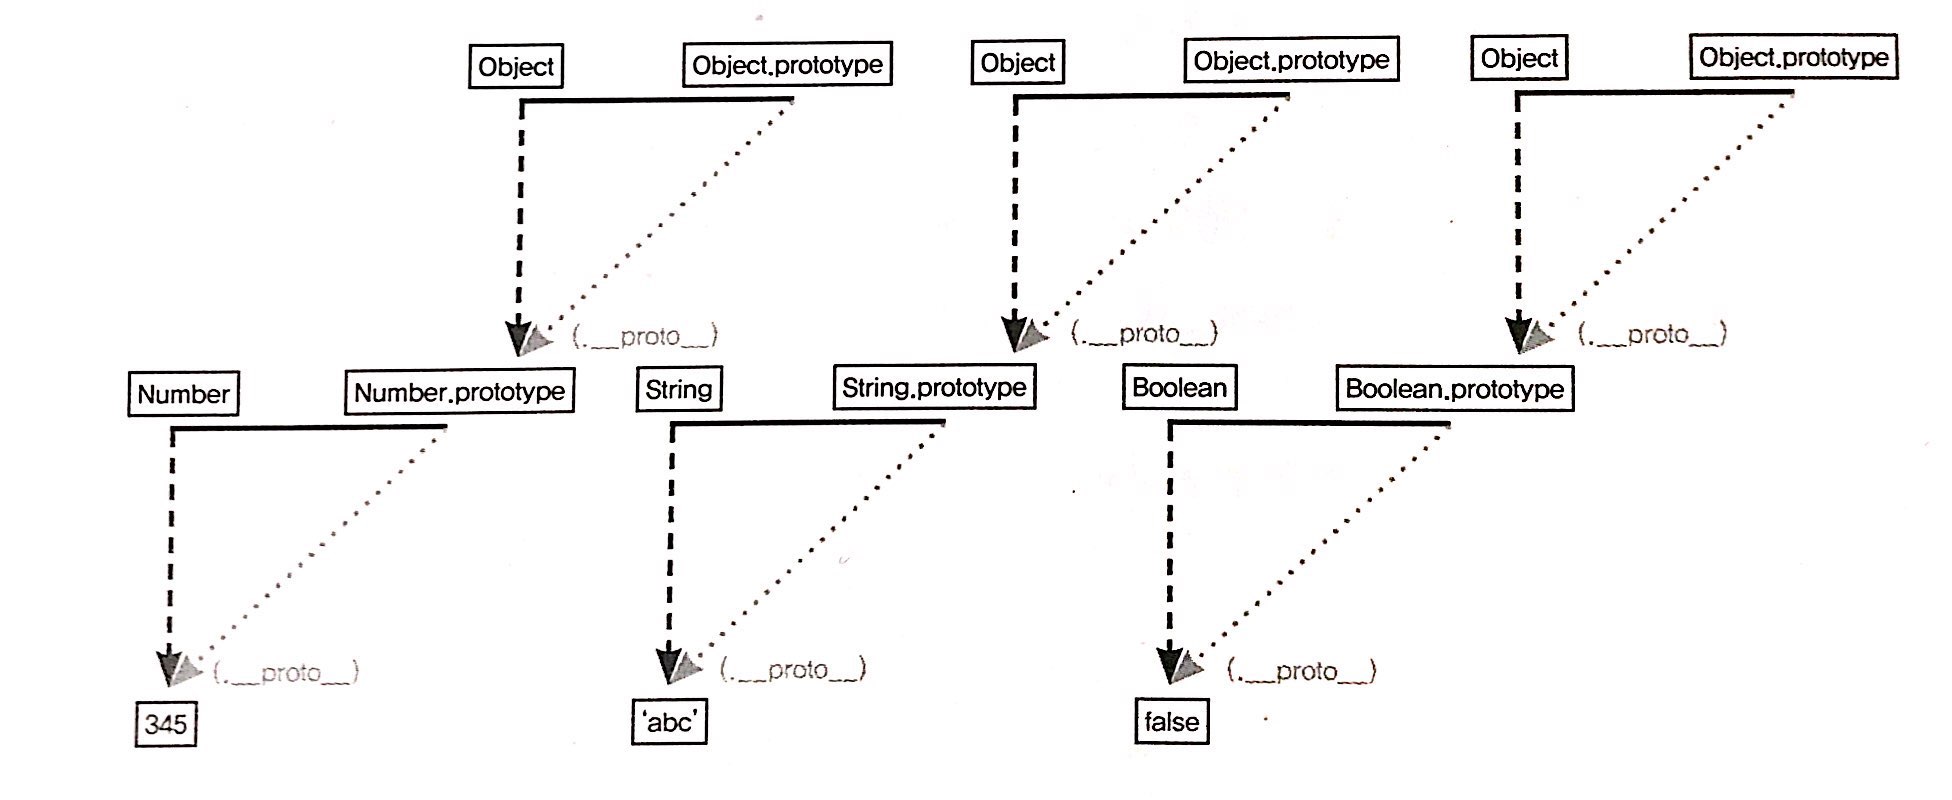 Object Object.prototype Object Object.prototype Object Object.prototype
(.__proto__) (.__proto__) (.__proto__)
Number Number.prototype String String.prototype Boolean Boolean.prototype
(.__proto__) (.__proto__) (.__proto__)
345 'abc' false